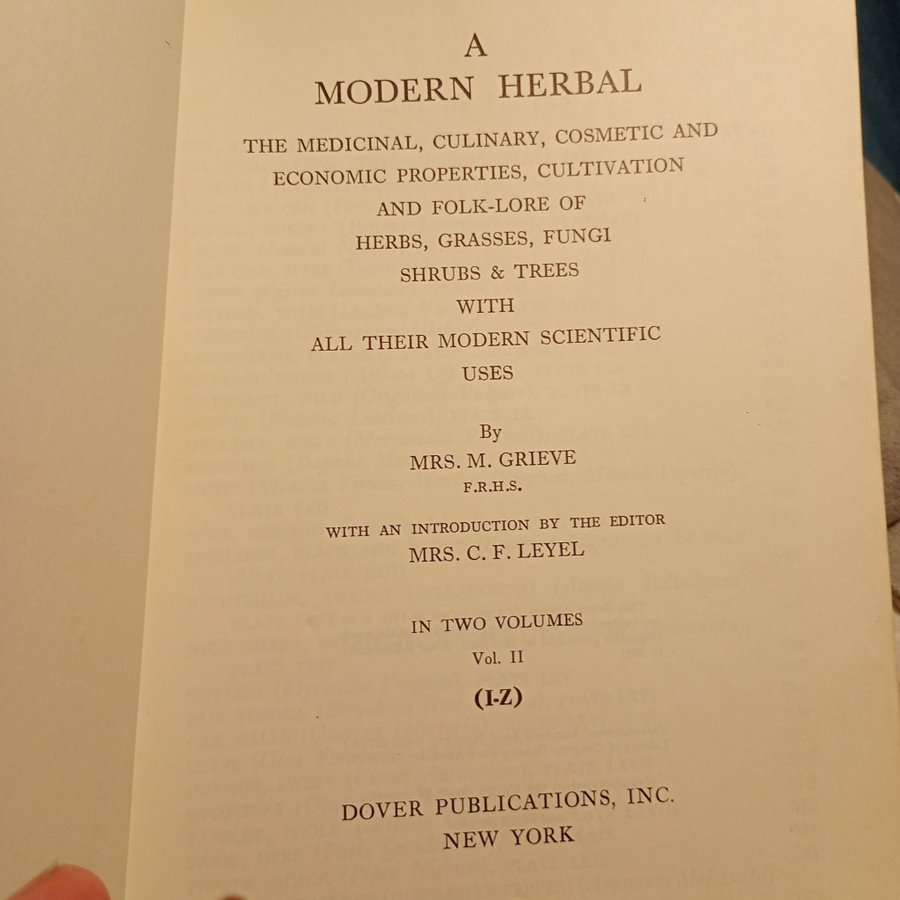 A
MODERN HERBAL
THE MEDICINAL, CULINARY, COSMETIC AND
ECONOMIC PROPERTIES, CULTIVATION
AND FOLK-LORE OF
HERBS, GRASSES, FUNGI
SHRUBS & TREES
WITH
ALL THEIR MODERN SCIENTIFIC
USES
By
MRS. M. GRIEVE
F.R.H.S.
WITH AN INTRODUCTION BY THE EDITOR
MRS. C. F. LEYEL
IN TWO VOLUMES
Vol. II
(I-Z)
DOVER PUBLICATIONS, INC.
NEW YORK